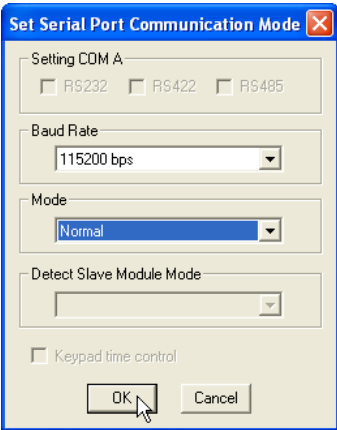 Set Serial Port Communication Mode
Setting COM A
RS232 RS422 RS485
Baud Rate
115200 bps
Mode
Normal
Detect Slave Module Mode
Keypad time control
OK Cancel